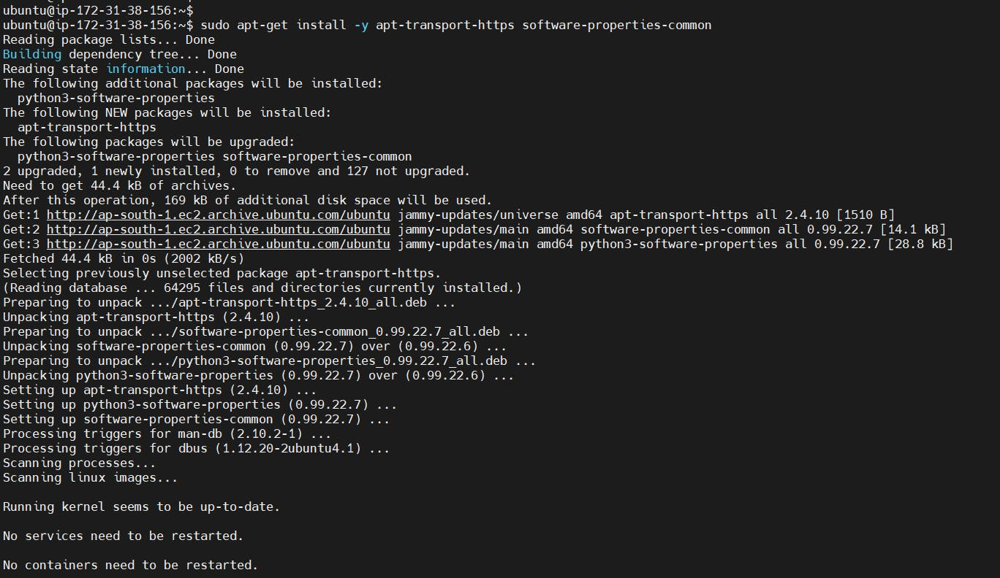 ubuntu@ip-172-31-38-156:~$
ubuntu@ip-172-31-38-156:~$ sudo apt-get install -y apt-transport-https software-properties-common
Reading package lists... Done
Building dependency tree... Done
Reading state information... Done
The following additional packages will be installed:
  python3-software-properties
The following NEW packages will be installed:
  apt-transport-https
The following packages will be upgraded:
  python3-software-properties software-properties-common
2 upgraded, 1 newly installed, 0 to remove and 127 not upgraded.
Need to get 44.4 kB of archives.
After this operation, 169 kB of additional disk space will be used.
Get:1 http://ap-south-1.ec2.archive.ubuntu.com/ubuntu jammy-updates/universe amd64 apt-transport-https all 2.4.10 [1510 B]
Get:2 http://ap-south-1.ec2.archive.ubuntu.com/ubuntu jammy-updates/main amd64 software-properties-common all 0.99.22.7 [14.1 kB]
Get:3 http://ap-south-1.ec2.archive.ubuntu.com/ubuntu jammy-updates/main amd64 python3-software-properties all 0.99.22.7 [28.8 kB]
Fetched 44.4 kB in 0s (2002 kB/s)
Selecting previously unselected package apt-transport-https.
(Reading database ... 64295 files and directories currently installed.)
Preparing to unpack .../apt-transport-https_2.4.10_all.deb ...
Unpacking apt-transport-https (2.4.10) ...
Preparing to unpack .../software-properties-common_0.99.22.7_all.deb ...
Unpacking software-properties-common (0.99.22.7) over (0.99.22.6) ...
Preparing to unpack .../python3-software-properties_0.99.22.7_all.deb ...
Unpacking python3-software-properties (0.99.22.7) over (0.99.22.6) ...
Setting up apt-transport-https (2.4.10) ...
Setting up python3-software-properties (0.99.22.7) ...
Setting up software-properties-common (0.99.22.7) ...
Processing triggers for man-db (2.10.2-1) ...
Processing triggers for dbus (1.12.20-2ubuntu4.1) ...
Scanning processes...
Scanning linux images...

Running kernel seems to be up-to-date.

No services need to be restarted.

No containers need to be restarted.